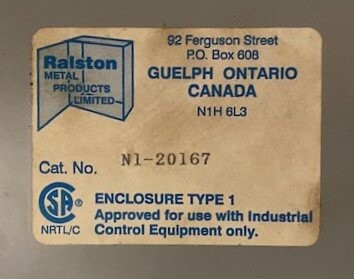 Ralston
METAL
PRODUCTS
LIMITED
92 Ferguson Street
P.O. Box 608
GUELPH ONTARIO
CANADA
N1H 6L3
Cat. No. N1-20167
SA
NRTL/C
ENCLOSURE TYPE 1
Approved for use with Industrial
Control Equipment only.